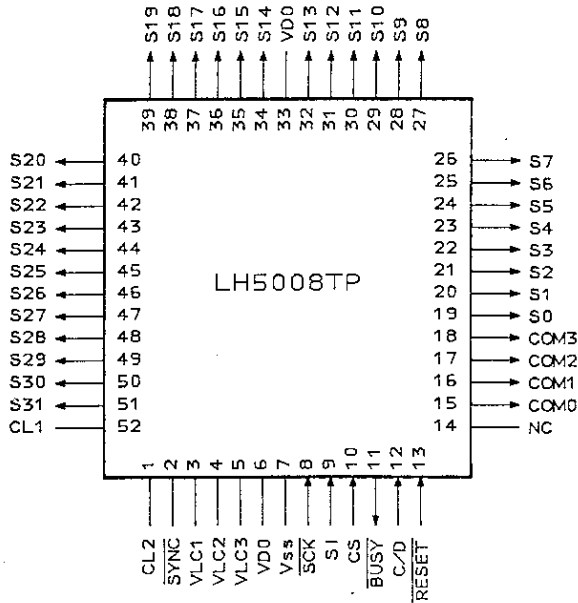 S19 S18 S17 S16 S15 S14 VD0 S13 S12 S11 S10 S9 S8
39 38 37 36 35 34 33 32 31 30 29 28 27
S20 40 26 S7
S21 41 25 S6
S22 42 24 S5
S23 43 23 S4
S24 44 22 S3
S25 45 21 S2
S26 46 20 S1
S27 47 19 S0
S28 48 18 COM3
S29 49 17 COM2
S30 50 16 COM1
S31 51 15 COM0
CL1 52 14 NC
LH5008TP
1 2 3 4 5 6 7 8 9 10 11 12 13
CL2 SYNC VLC1 VLC2 VLC3 VD0 Vss SCK SI CS BUSY C/D RESET